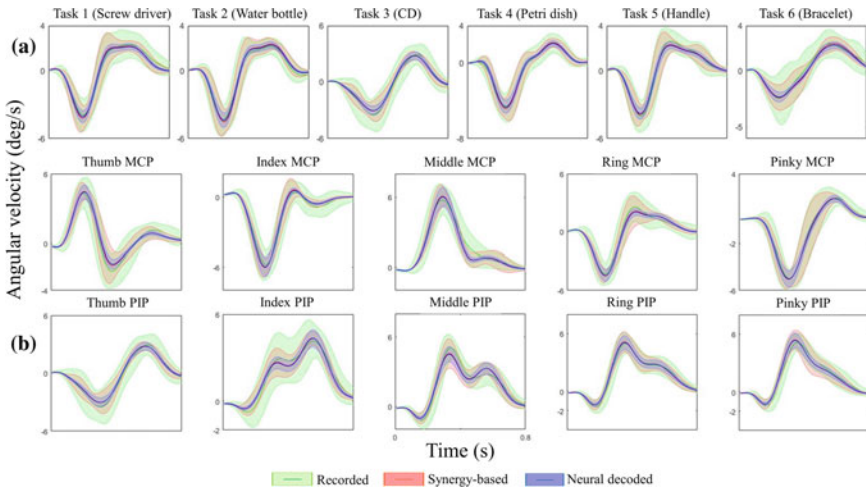 Task 1 (Screw driver) Task 2 (Water bottle) Task 3 (CD) Task 4 (Petri dish) Task 5 (Handle) Task 6 (Bracelet)
(a)
4 4 6 4 4 4
0 0 0 0 0 0
-6 -6 -6 -6 -6 -5
Angular velocity (deg/s)
Thumb MCP Index MCP Middle MCP Ring MCP Pinky MCP
6 6 6 4
0 0 0 0 0
-4 -6 -6 -2 -6
Thumb PIP Index PIP Middle PIP Ring PIP Pinky PIP
(b)
6 6 6 6 6
0 0 0 0 0
-6 -2 -2 -2
0 0.8
Time (s)
Recorded Synergy-based Neural decoded